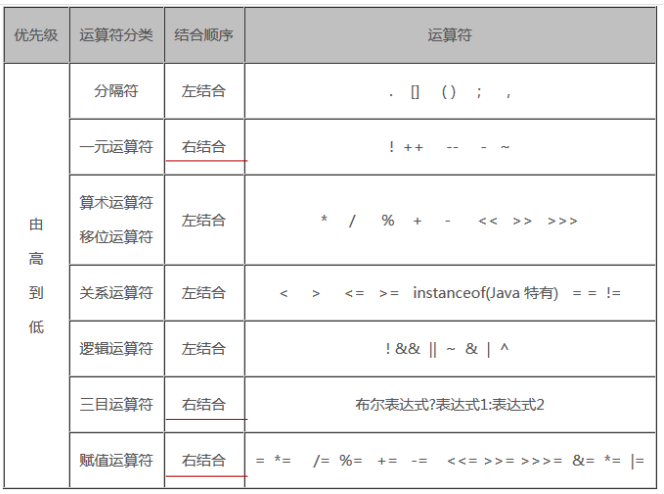 优先级 运算符分类 结合顺序 运算符
由高到低
分隔符 左结合 . [] ( ) ; ,
一元运算符 右结合 ! ++ -- - ~
算术运算符
移位运算符 左结合 * / % + - << >> >>>
关系运算符 左结合 < > <= >= instanceof(Java 特有) = = !=
逻辑运算符 左结合 ! && || ~ & | ^
三目运算符 右结合 布尔表达式?表达式1:表达式2
赋值运算符 右结合 = *= /= %= += -= <<= >>= >>>= &= *= |=